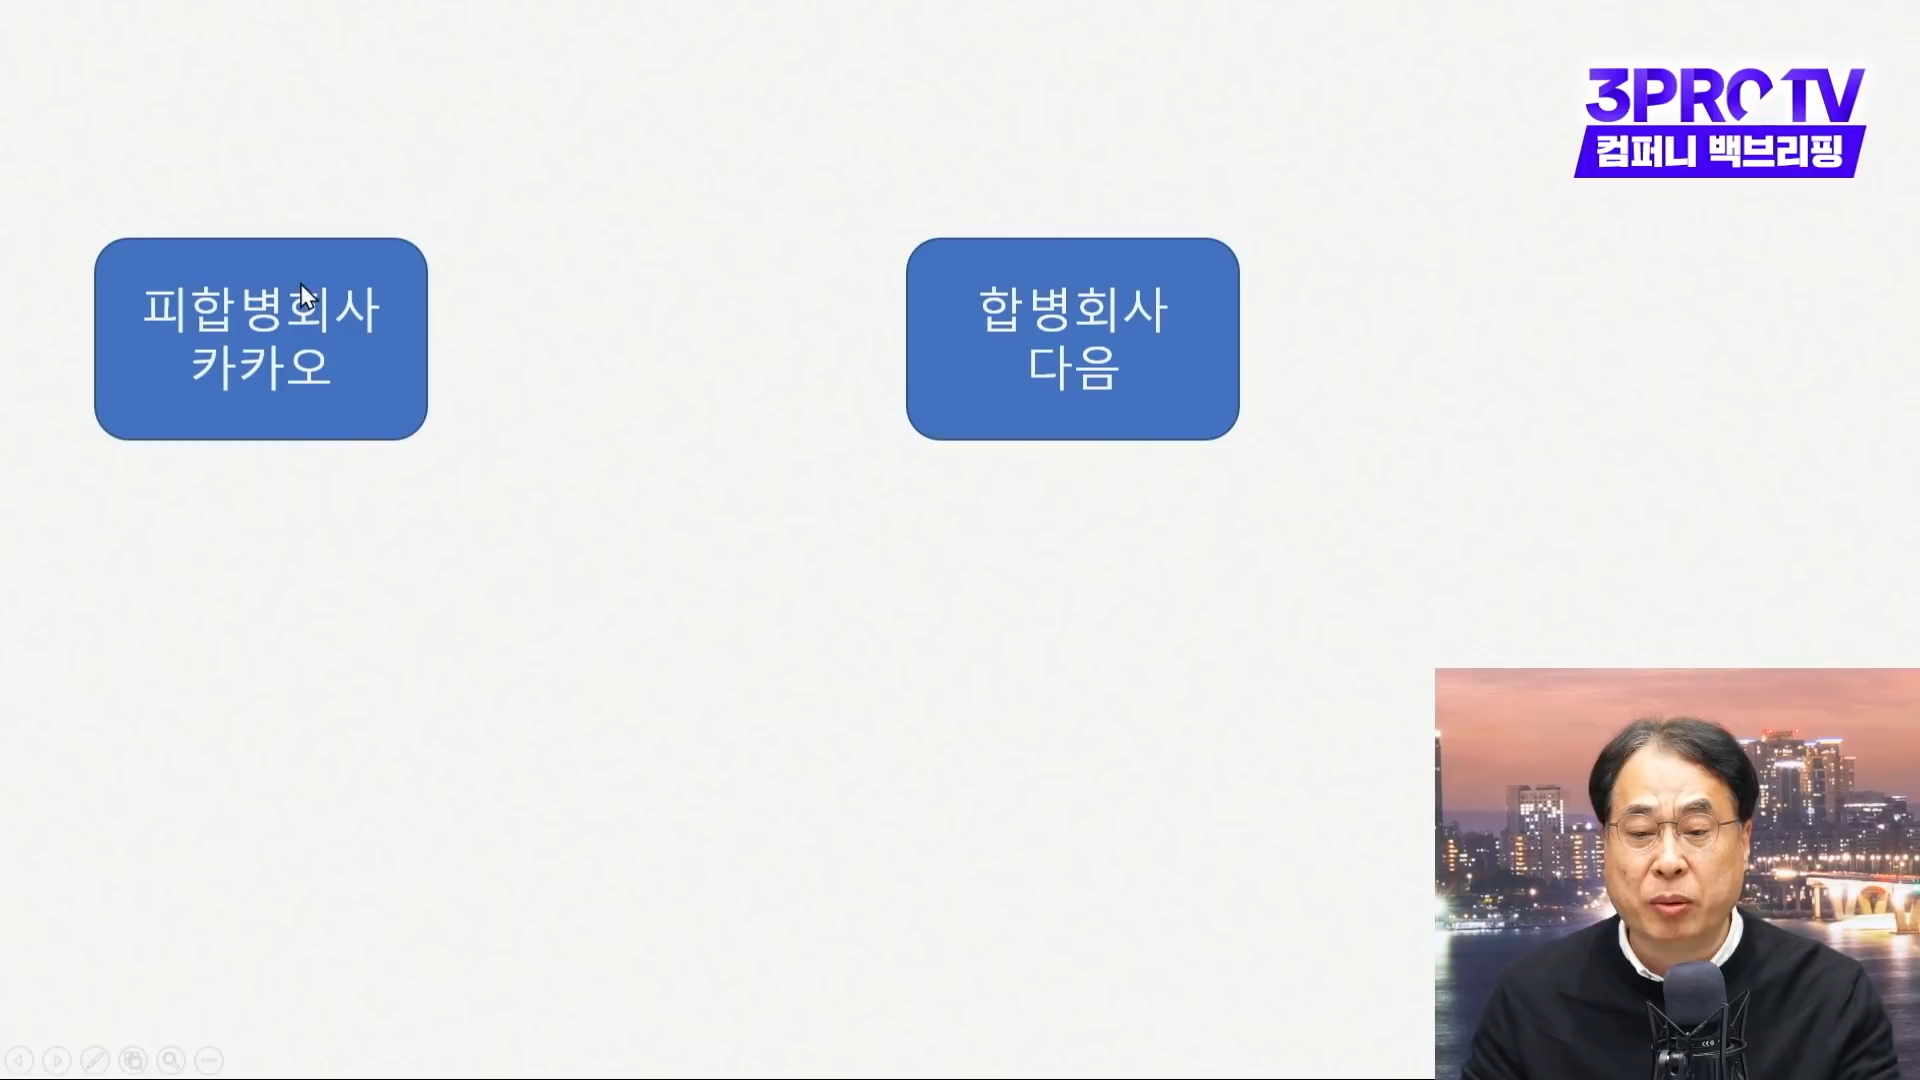 3PRO TV
컴퍼니 백브리핑
피합병회사
카카오
합병회사
다음